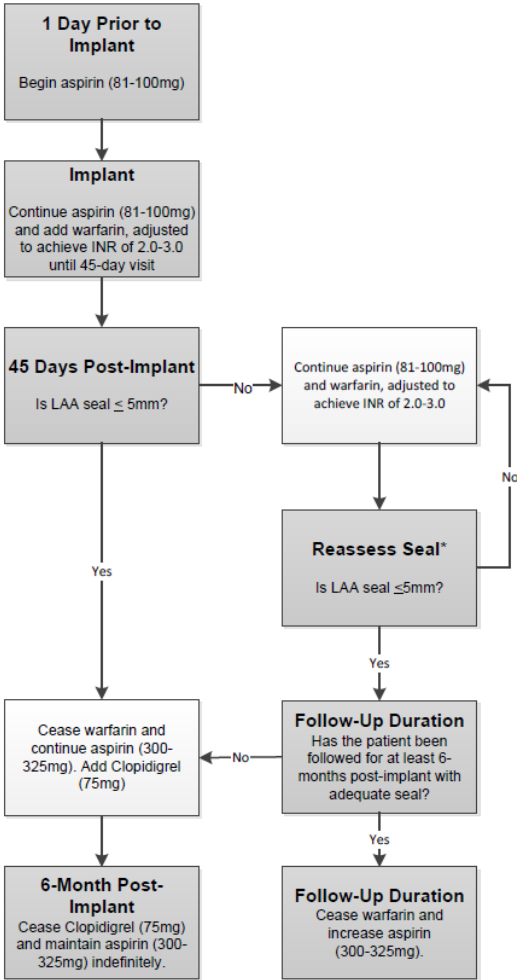 1 Day Prior to
Implant
Begin aspirin (81-100mg)
Implant
Continue aspirin (81-100mg)
and add warfarin, adjusted
to achieve INR of 2.0-3.0
until 45-day visit
45 Days Post-Implant
Is LAA seal ≤ 5mm?
No
Continue aspirin (81-100mg)
and warfarin, adjusted to
achieve INR of 2.0-3.0
No
Reassess Seal*
Is LAA seal ≤5mm?
Yes
Yes
Cease warfarin and
continue aspirin (300-
325mg). Add Clopidigrel
(75mg)
No
Follow-Up Duration
Has the patient been
followed for at least 6-
months post-implant with
adequate seal?
Yes
6-Month Post-
Implant
Cease Clopidigrel (75mg)
and maintain aspirin (300-
325mg) indefinitely.
Follow-Up Duration
Cease warfarin and
increase aspirin
(300-325mg).